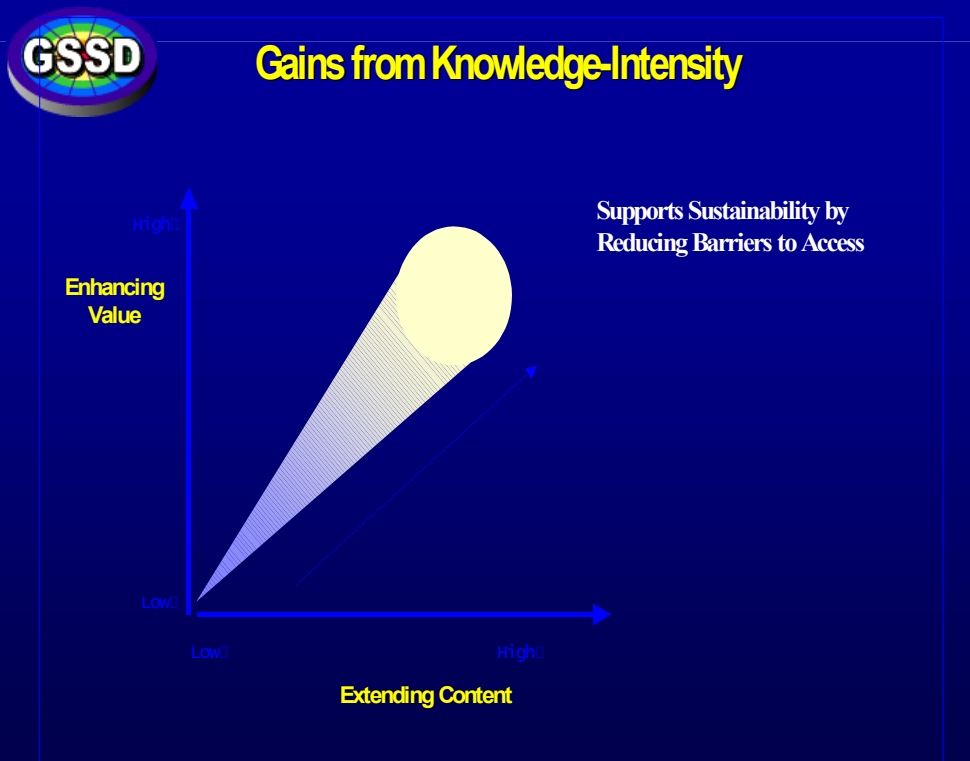 GSSD
Gains from Knowledge-Intensity
Supports Sustainability by
Reducing Barriers to Access
High
Enhancing
Value
Low
Low
High
Extending Content